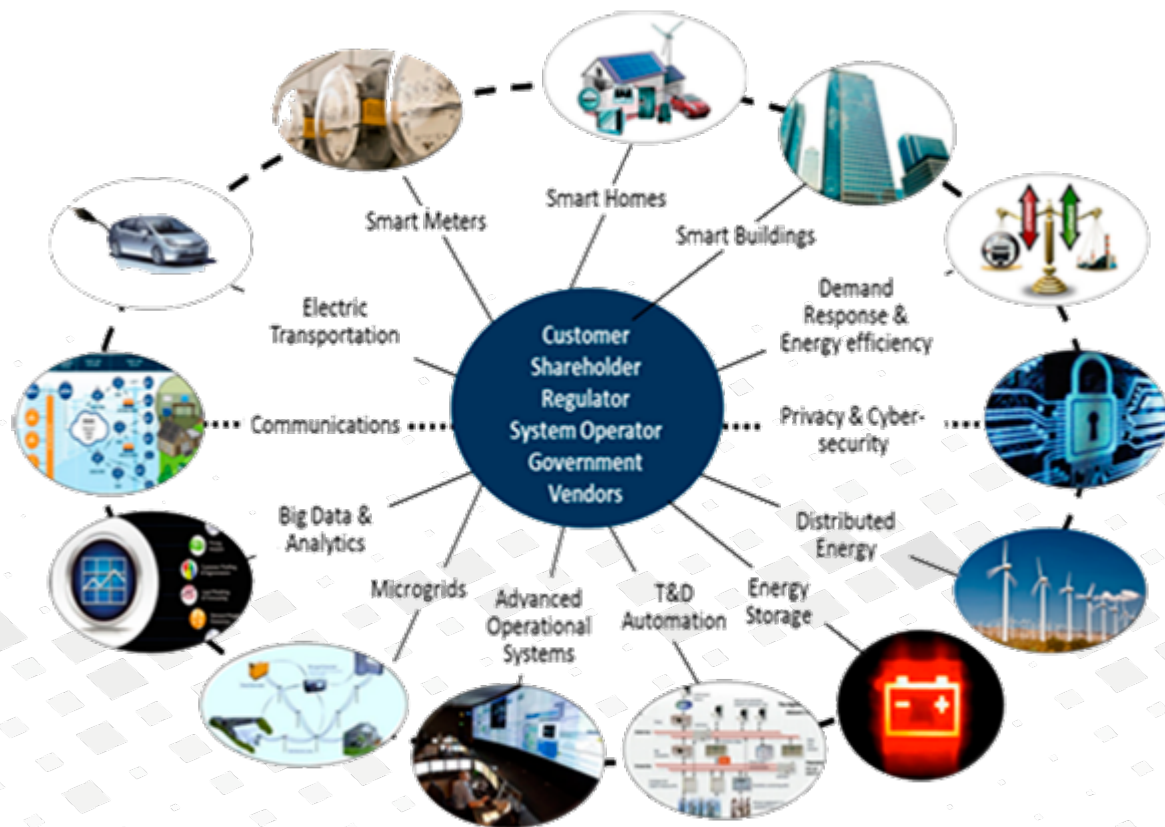 Smart Homes
Smart Meters
Smart Buildings
Electric
Transportation
Demand
Response &
Energy efficiency
Customer
Shareholder
Regulator
System Operator
Government
Vendors
Communications
Privacy & Cyber-
security
Big Data &
Analytics
Distributed
Energy
Microgrids
Advanced
Operational
Systems
T&D
Automation
Energy
Storage